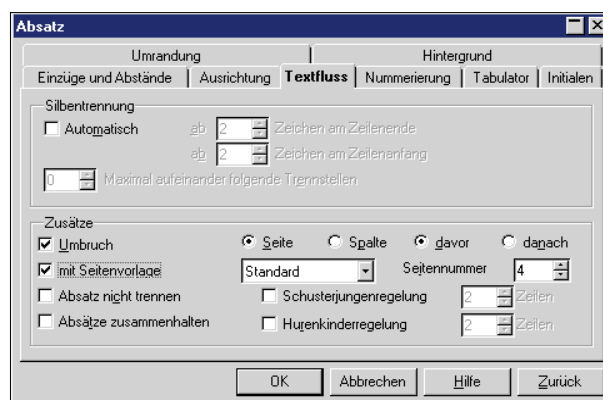 Absatz
Umrandung Hintergrund
Einzüge und Abstände Ausrichtung Textfluss Nummerierung Tabulator Initialen
Silbentrennung
Automatisch ab 2 Zeichen am Zeilenende
ab 2 Zeichen am Zeilenanfang
0 Maximal aufeinander folgende Trennstellen
Zusätze
Umbruch Seite Spalte davor danach
mit Seitenvorlage Standard Seitennummer 4
Absatz nicht trennen Schusterjungenregelung 2 Zeilen
Absätze zusammenhalten Hurenkinderregelung 2 Zeilen
OK Abbrechen Hilfe Zurück